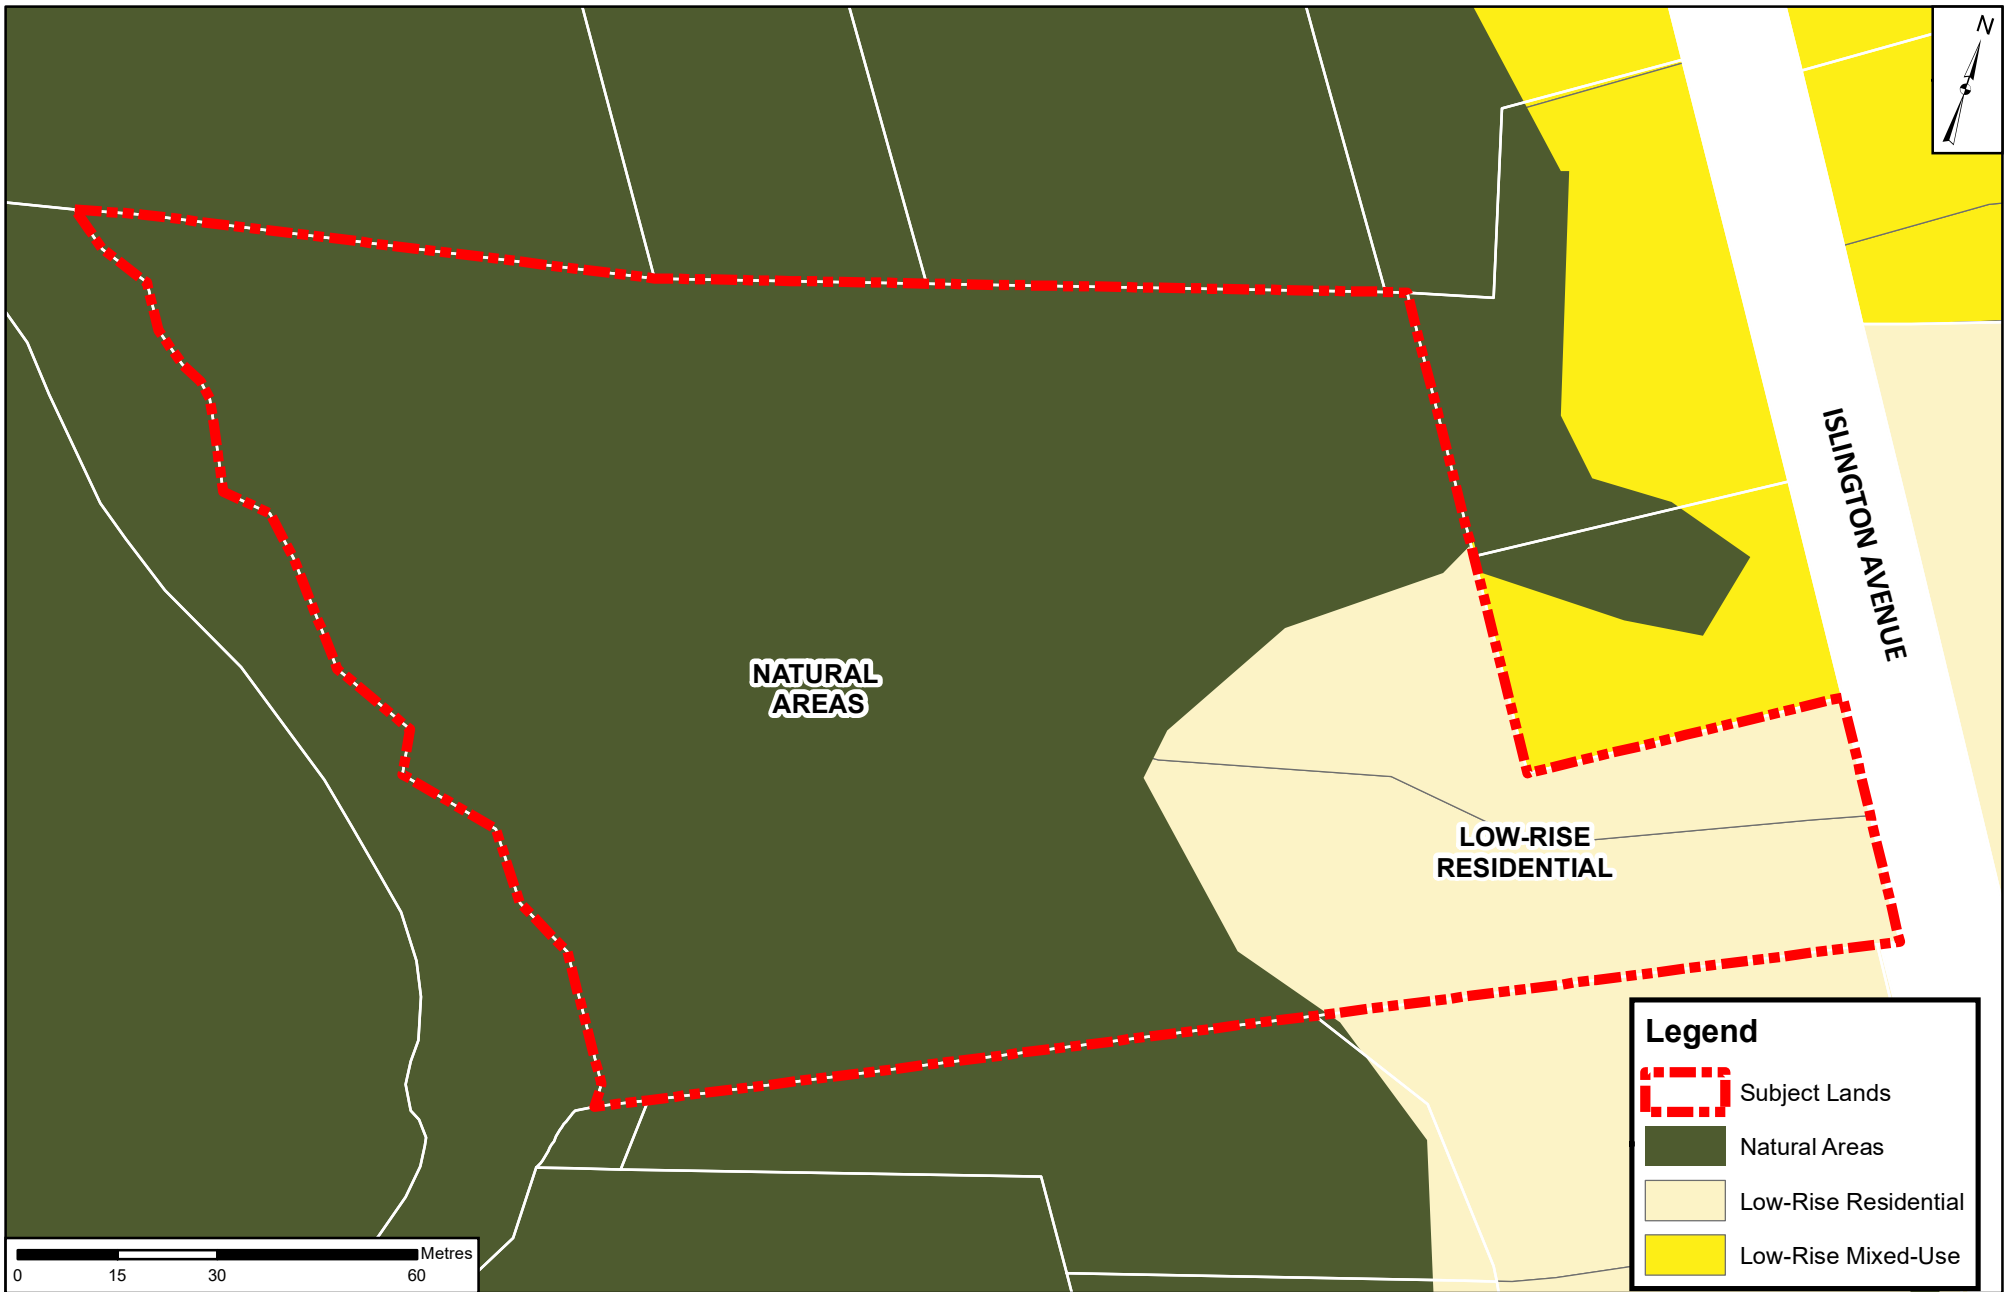 N
ISLINGTON AVENUE
NATURAL
AREAS
LOW-RISE
RESIDENTIAL
Legend
Subject Lands
Natural Areas
Low-Rise Residential
Low-Rise Mixed-Use
Metres
0 15 30 60